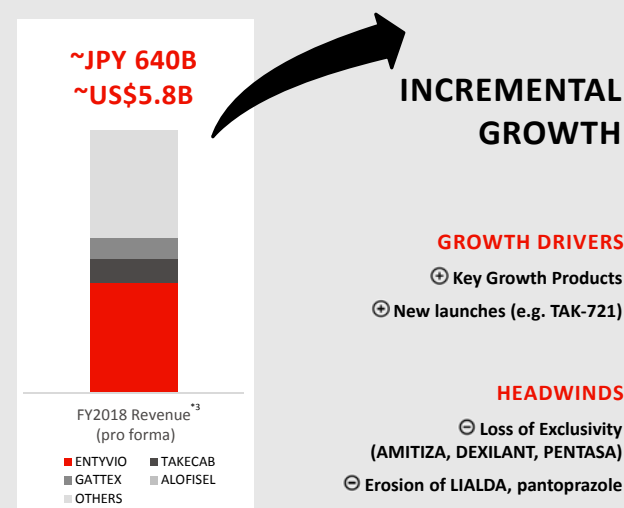 ~JPY 640B
~US$5.8B
FY2018 Revenue*3
(pro forma)
ENTYVIO TAKECAB
GATTEX ALOFISEL
OTHERS
INCREMENTAL
GROWTH
GROWTH DRIVERS
⊕ Key Growth Products
⊕ New launches (e.g. TAK-721)
HEADWINDS
⊖ Loss of Exclusivity
(AMITIZA, DEXILANT, PENTASA)
⊖ Erosion of LIALDA, pantoprazole